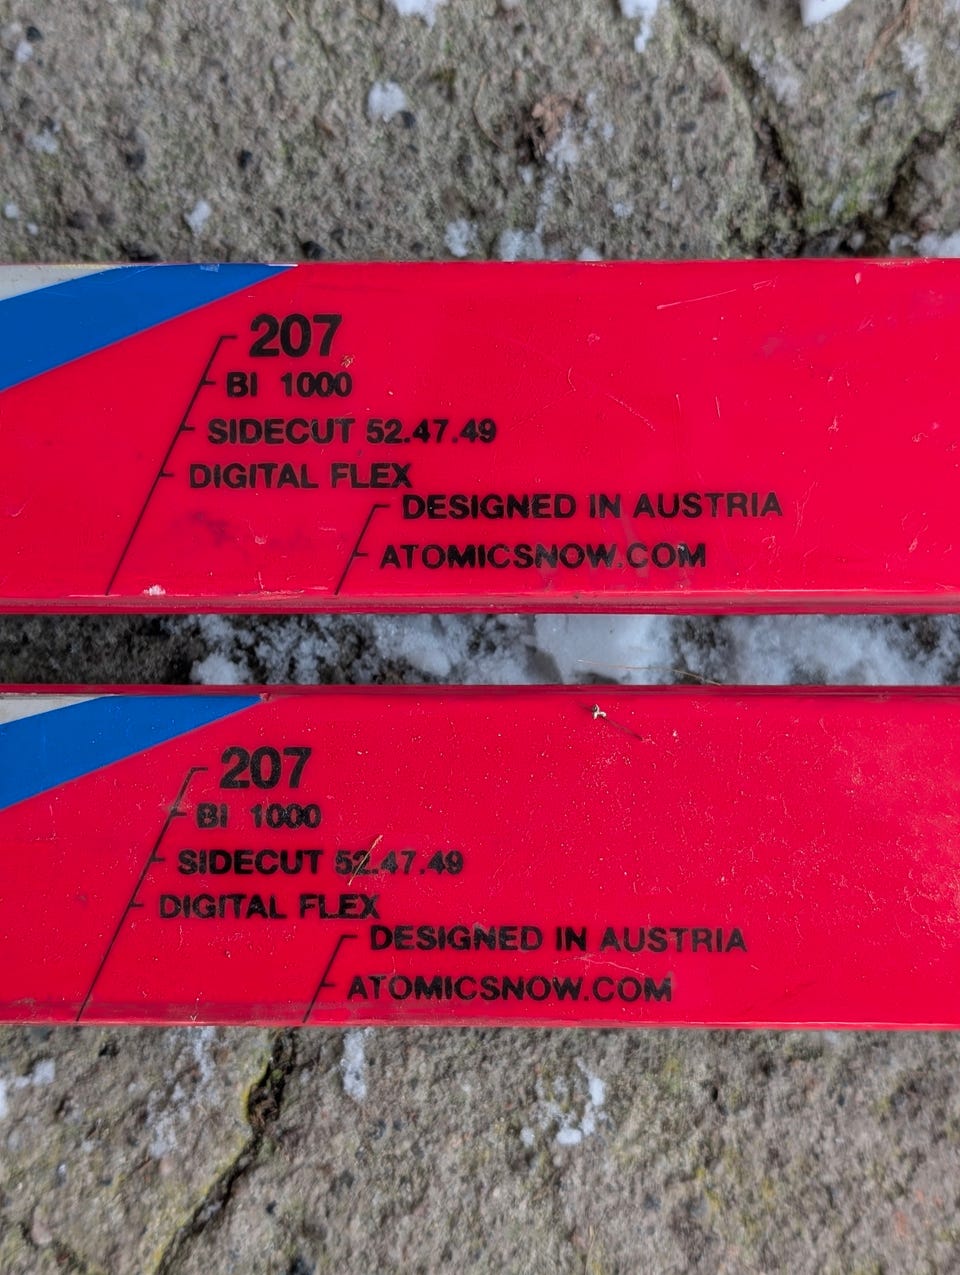 207
BI 1000
SIDECUT 52.47.49
DIGITAL FLEX
DESIGNED IN AUSTRIA
ATOMICSNOW.COM
207
BI 1000
SIDECUT 52.47.49
DIGITAL FLEX
DESIGNED IN AUSTRIA
ATOMICSNOW.COM